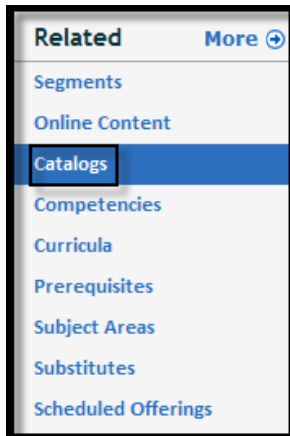 Related More
Segments
Online Content
Catalogs
Competencies
Curricula
Prerequisites
Subject Areas
Substitutes
Scheduled Offerings